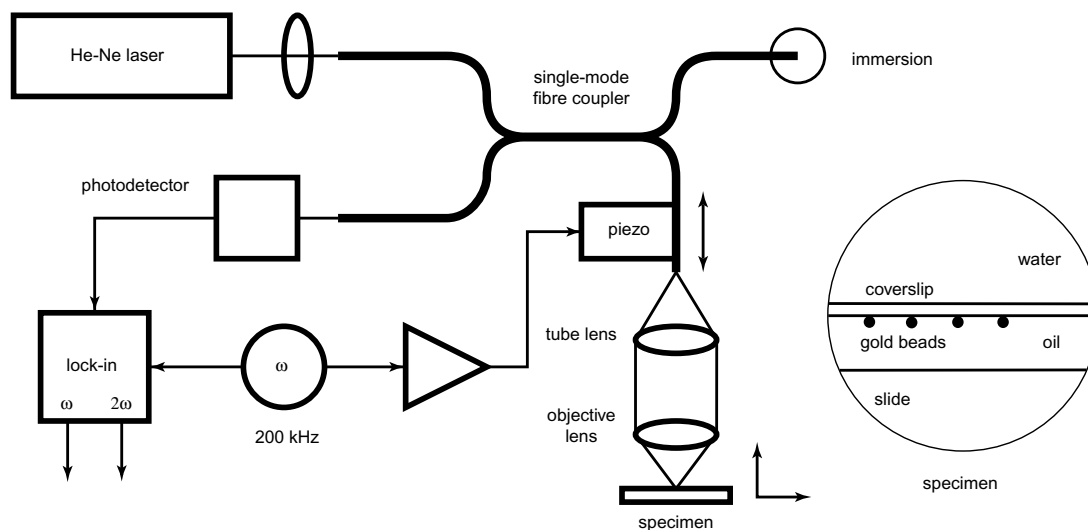 He-Ne laser
single-mode
fibre coupler
immersion
photodetector
piezo
water
coverslip
gold beads
oil
slide
specimen
tube lens
lock-in
ω
2ω
ω
200 kHz
objective
lens
specimen